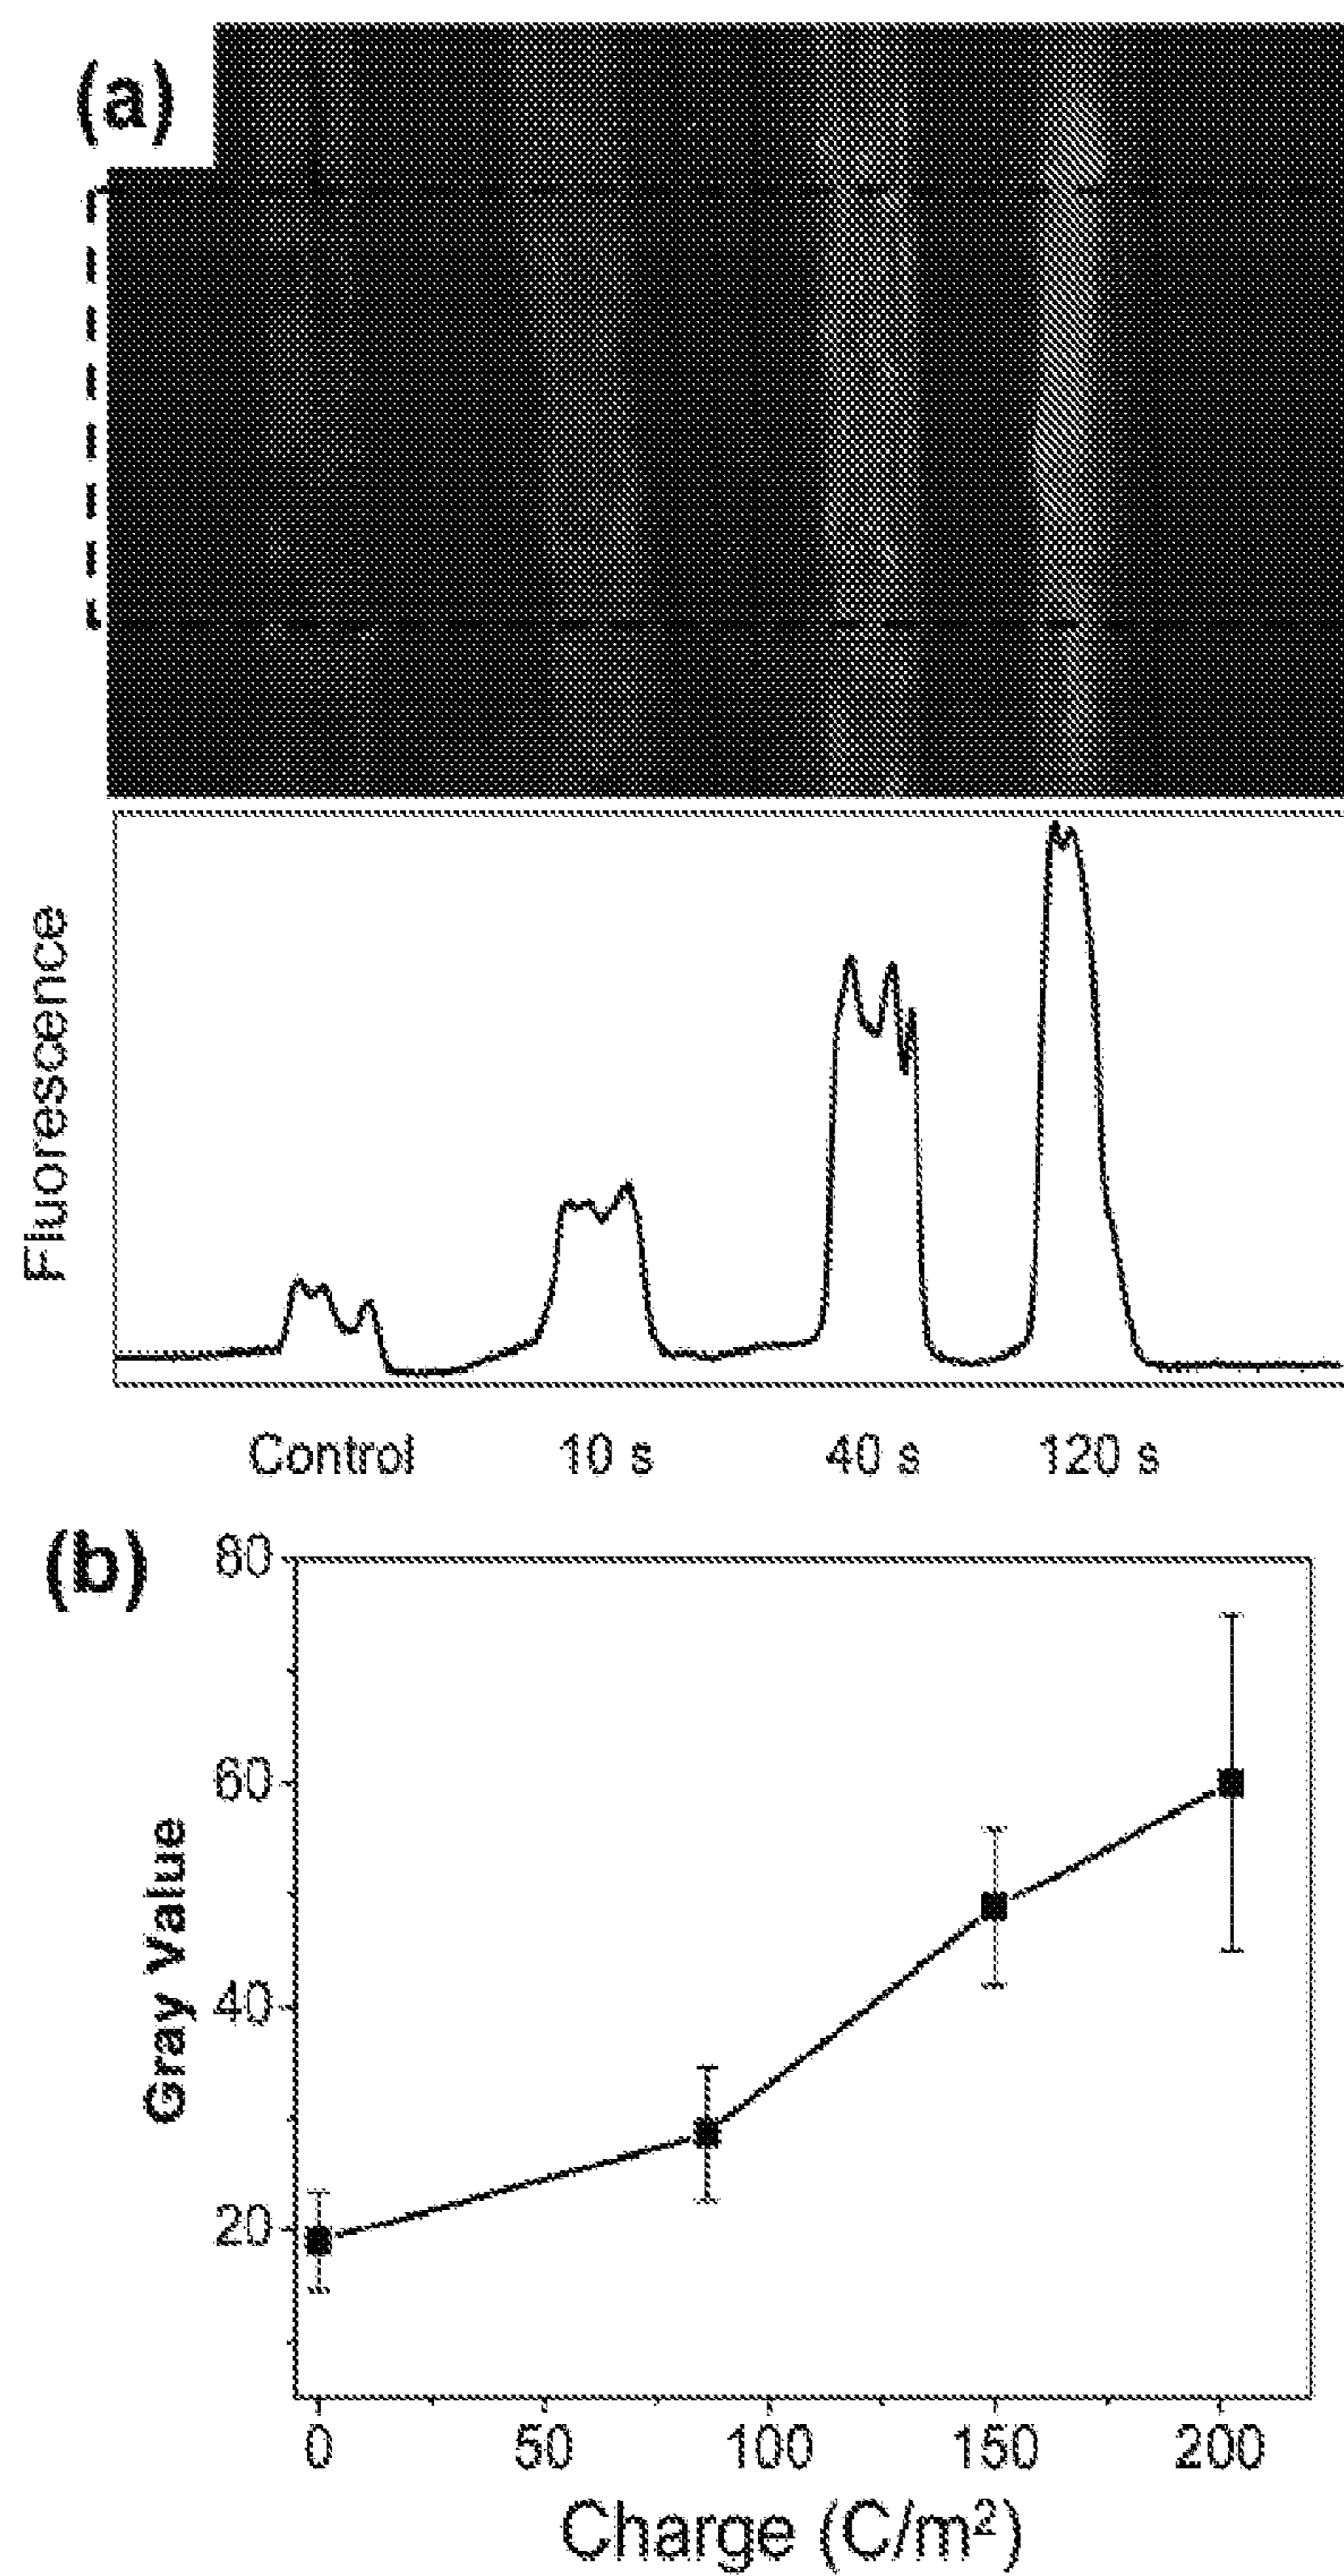 (a)
Fluorescence
Control 10 s 40 s 120 s
(b)
80
60
40
20
Gray Value
0 50 100 150 200
Charge (C/m²)